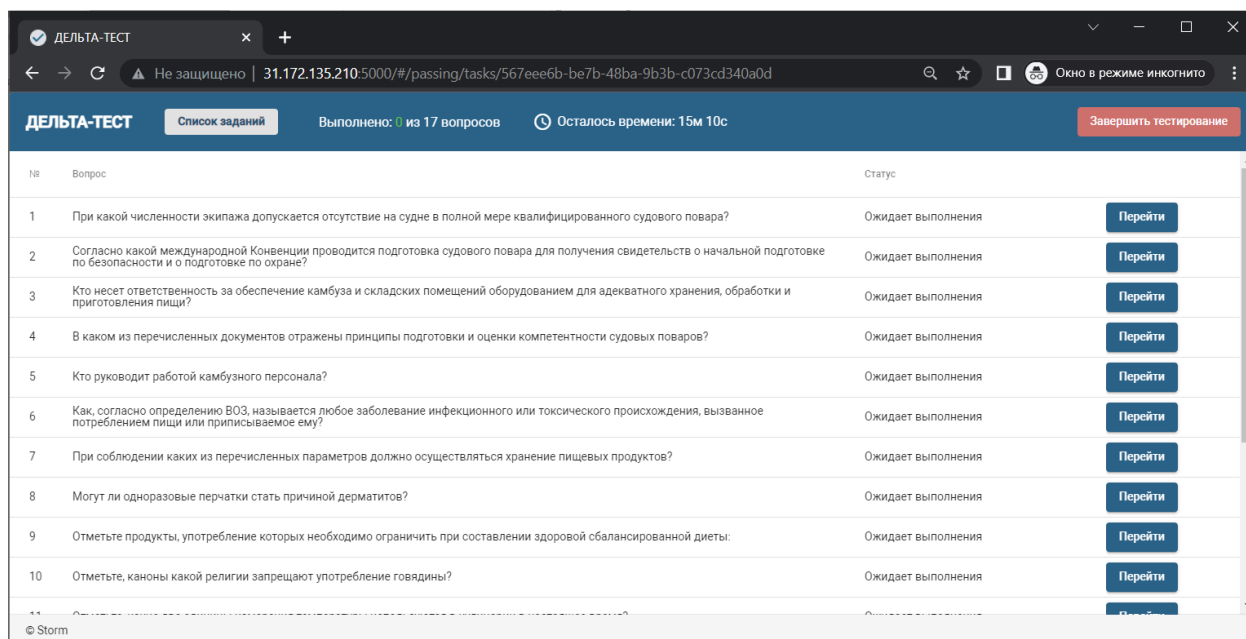 ДЕЛЬТА-ТЕСТ
Не защищено | 31.172.135.210:5000/#/passing/tasks/567eee6b-be7b-48ba-9b3b-c073cd340a0d Окно в режиме инкогнито
ДЕЛЬТА-ТЕСТ Список заданий Выполнено: 0 из 17 вопросов Осталось времени: 15м 10с Завершить тестирование
№ Вопрос Статус
1 При какой численности экипажа допускается отсутствие на судне в полной мере квалифицированного судового повара? Ожидает выполнения Перейти
2 Согласно какой международной Конвенции проводится подготовка судового повара для получения свидетельств о начальной подготовке
по безопасности и о подготовке по охране? Ожидает выполнения Перейти
3 Кто несет ответственность за обеспечение камбуза и складских помещений оборудованием для адекватного хранения, обработки и
приготовления пищи? Ожидает выполнения Перейти
4 В каком из перечисленных документов отражены принципы подготовки и оценки компетентности судовых поваров? Ожидает выполнения Перейти
5 Кто руководит работой камбузного персонала? Ожидает выполнения Перейти
6 Как, согласно определению ВОЗ, называется любое заболевание инфекционного или токсического происхождения, вызванное
потреблением пищи или приписываемое ему? Ожидает выполнения Перейти
7 При соблюдении каких из перечисленных параметров должно осуществляться хранение пищевых продуктов? Ожидает выполнения Перейти
8 Могут ли одноразовые перчатки стать причиной дерматитов? Ожидает выполнения Перейти
9 Отметьте продукты, употребление которых необходимо ограничить при составлении здоровой сбалансированной диеты: Ожидает выполнения Перейти
10 Отметьте, каноны какой религии запрещают употребление говядины? Ожидает выполнения Перейти
© Storm